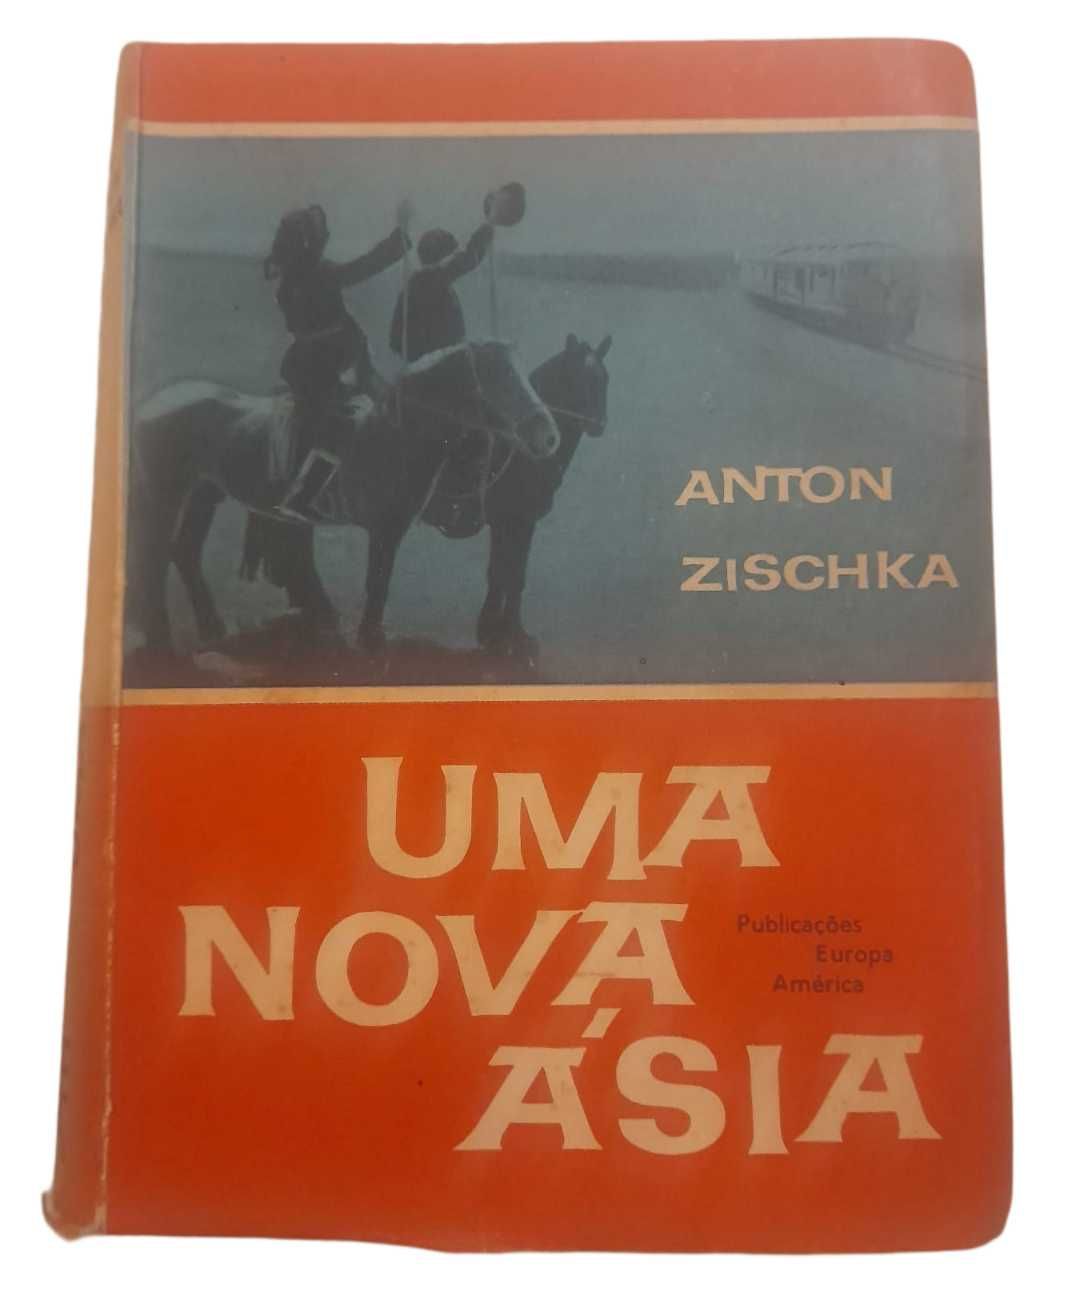 ANTON
ZISCHKA
UMA
NOVA
Publicações
Europa
América
ÁSIA